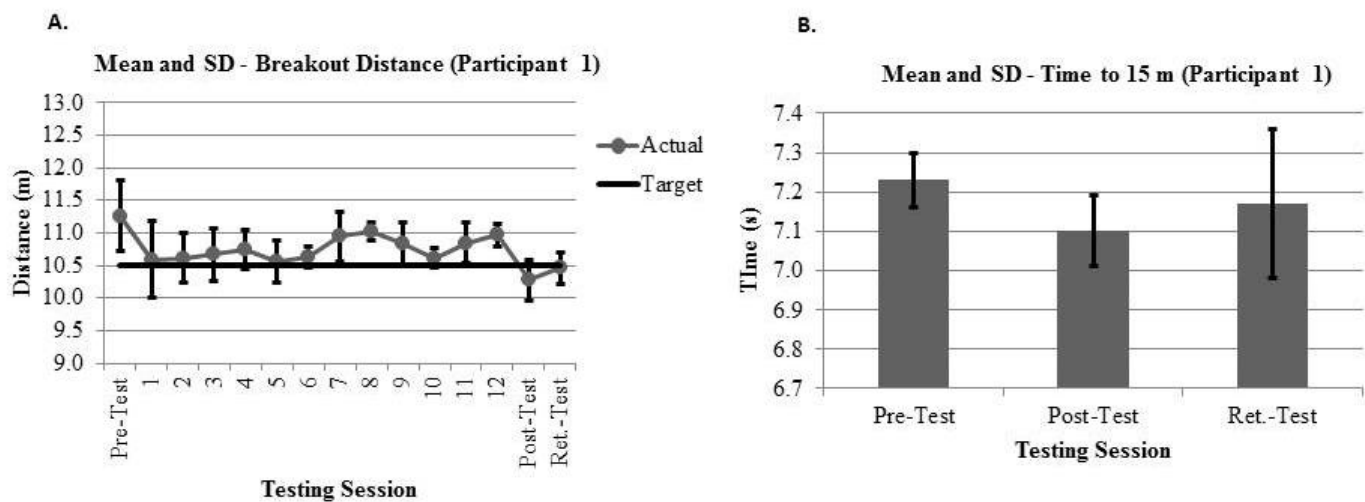 A.
Mean and SD - Breakout Distance (Participant 1)
13.0
12.5
12.0
11.5
11.0
10.5
10.0
9.5
9.0
Distance (m)
Actual
Target
Pre-Test
1
2
3
4
5
6
7
8
9
10
11
12
Post-Test
Ret.-Test
Testing Session
B.
Mean and SD - Time to 15 m (Participant 1)
7.4
7.3
7.2
7.1
7.0
6.9
6.8
6.7
TIme (s)
Pre-Test
Post-Test
Ret.-Test
Testing Session